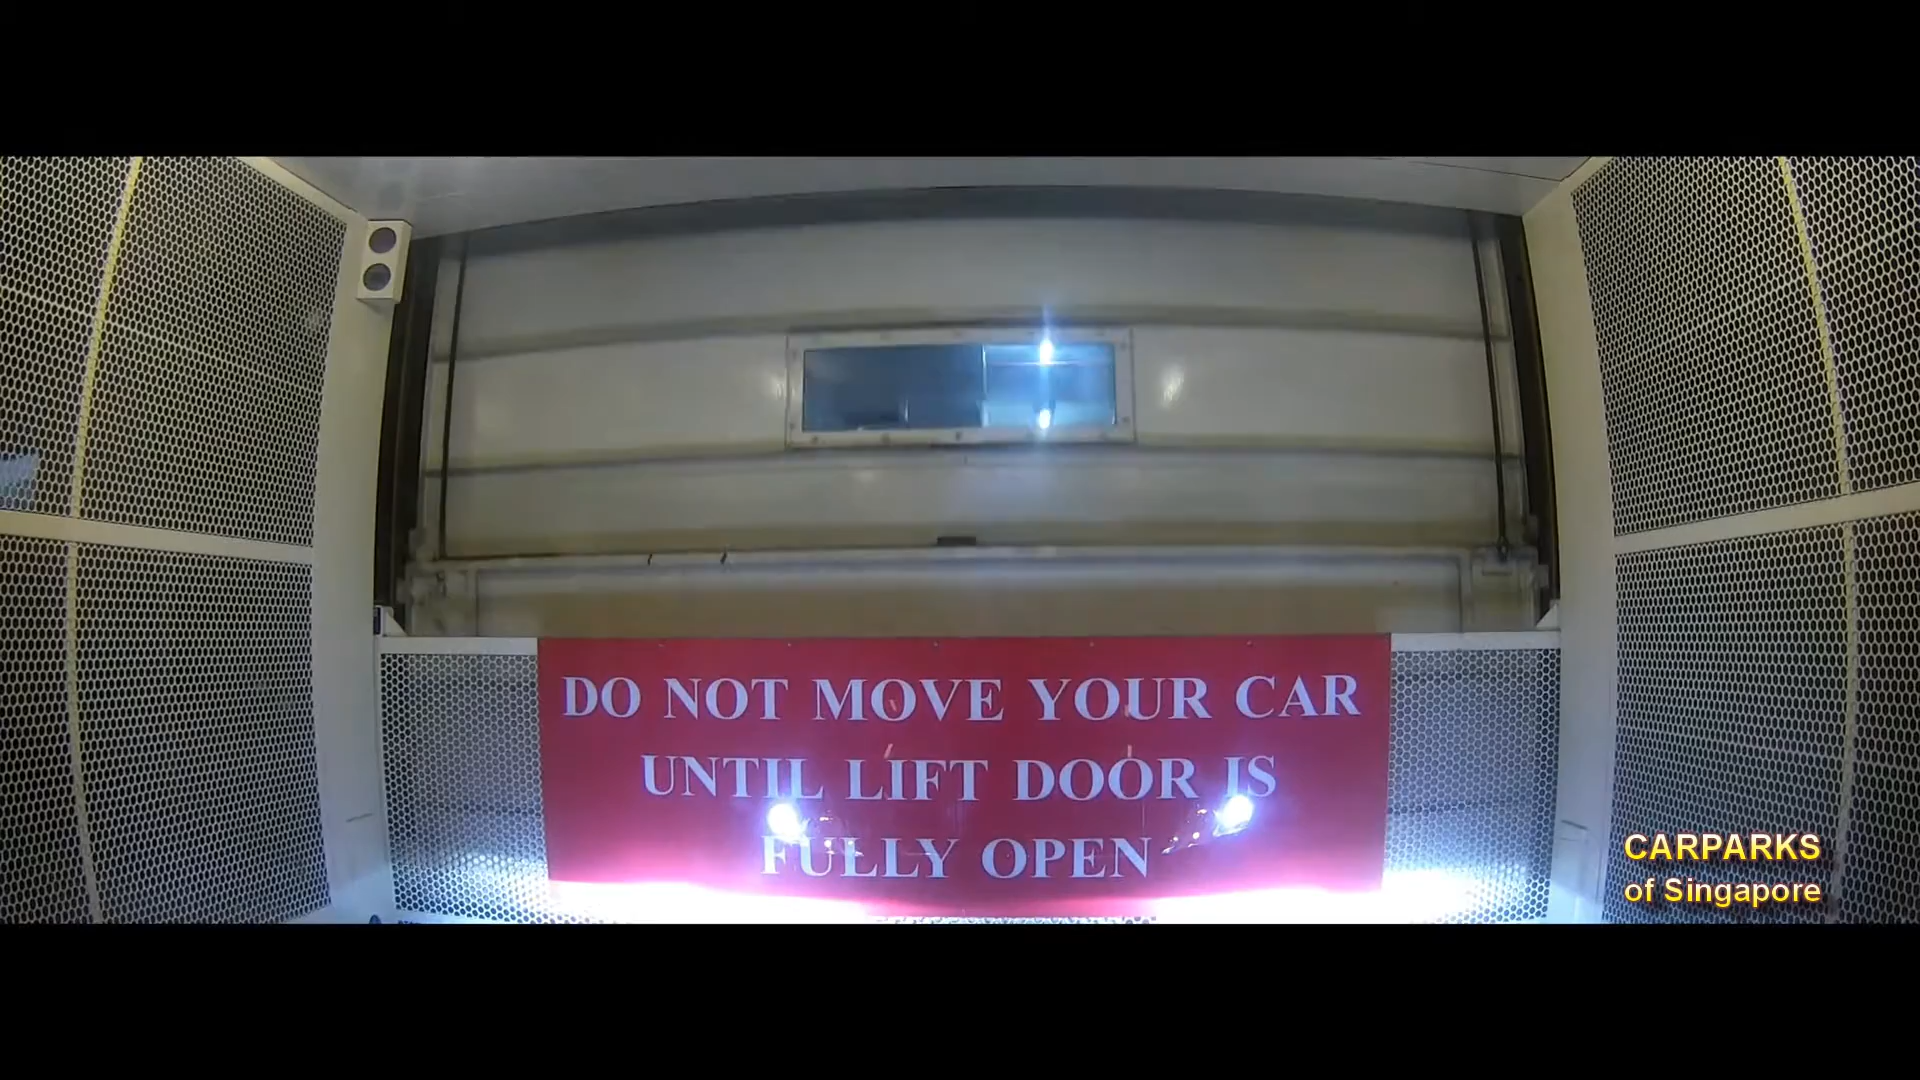 DO NOT MOVE YOUR CAR
UNTIL LIFT DOOR IS
FULLY OPEN
CARPARKS
of Singapore